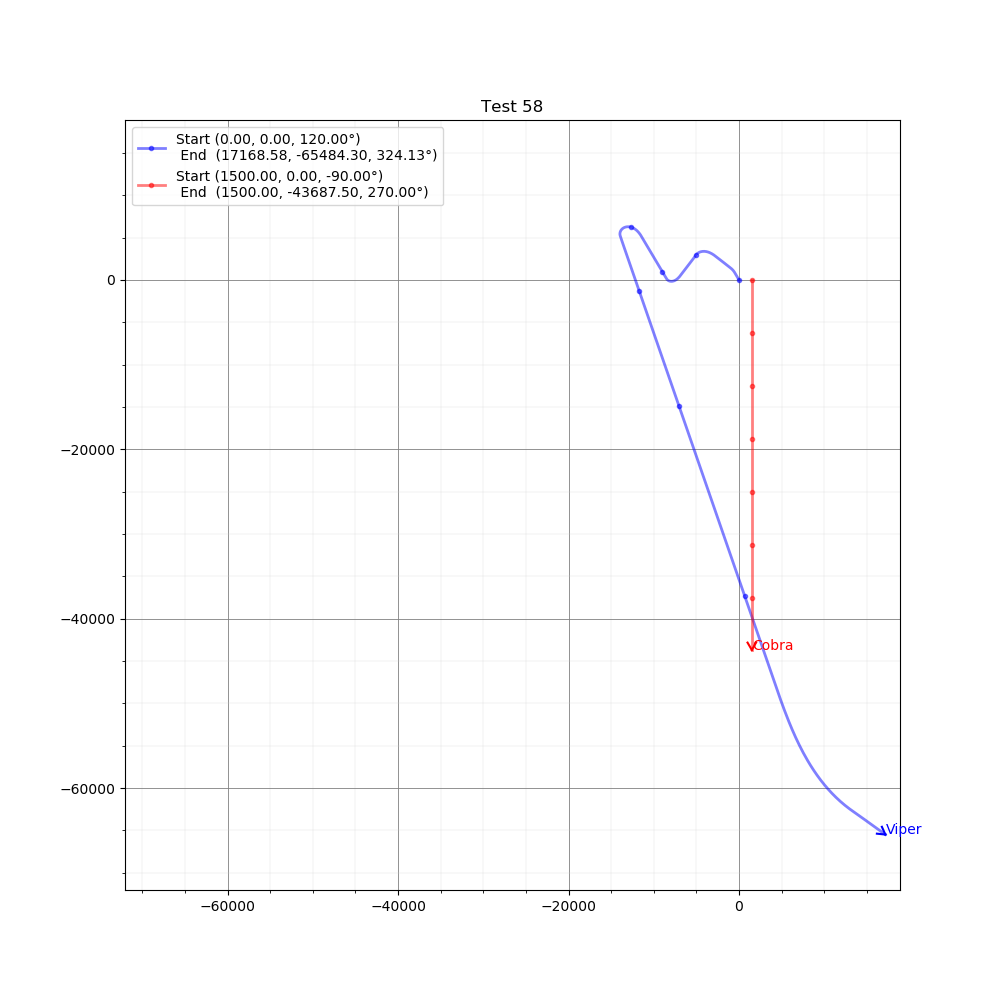 Test 58
Start (0.00, 0.00, 120.00°)
End  (17168.58, -65484.30, 324.13°)
Start (1500.00, 0.00, -90.00°)
End  (1500.00, -43687.50, 270.00°)
0
−20000
−40000
−60000
Cobra
Viper
−60000
−40000
−20000
0